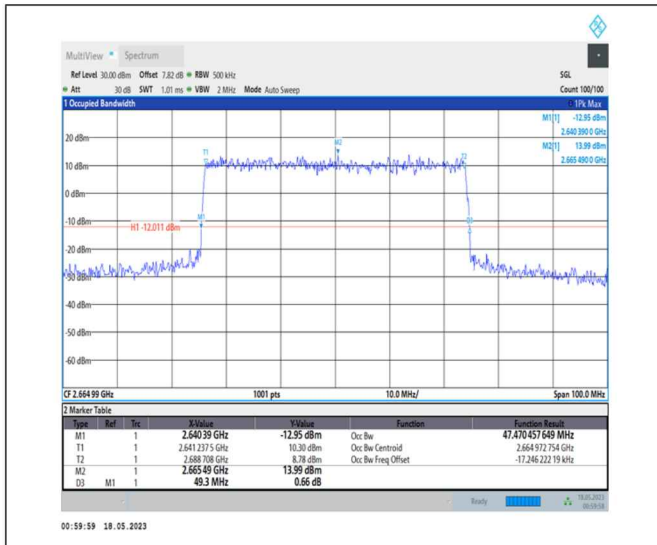 MultiView Spectrum
Ref Level 30.00 dBm Offset 7.82 dB RBW 500 kHz SGL
Att 30 dB SWT 1.01 ms VBW 2 MHz Mode Auto Sweep Count 100/100
1 Occupied Bandwidth 1Pk Max
M1[1] -12.95 dBm
2.640 390 0 GHz
M2[1] 13.99 dBm
2.665 490 0 GHz
M2
20 dBm
T1
T2
10 dBm
0 dBm
-10 dBm
M1
D3
H1 -12.011 dBm
-20 dBm
-30 dBm
-40 dBm
-50 dBm
-60 dBm
CF 2.664 99 GHz 1001 pts 10.0 MHz/ Span 100.0 MHz
2 Marker Table
Type Ref Trc X-Value Y-Value Function Function Result
M1 1 2.640 39 GHz -12.95 dBm Occ Bw 47.470 457 649 MHz
T1 1 2.641 237 5 GHz 10.30 dBm Occ Bw Centroid 2.664 972 754 GHz
T2 1 2.688 708 GHz 8.78 dBm Occ Bw Freq Offset -17.246 222 19 kHz
M2 1 2.665 49 GHz 13.99 dBm
D3 M1 1 49.3 MHz 0.66 dB
Ready 18.05.2023
00:59:58
00:59:59 18.05.2023